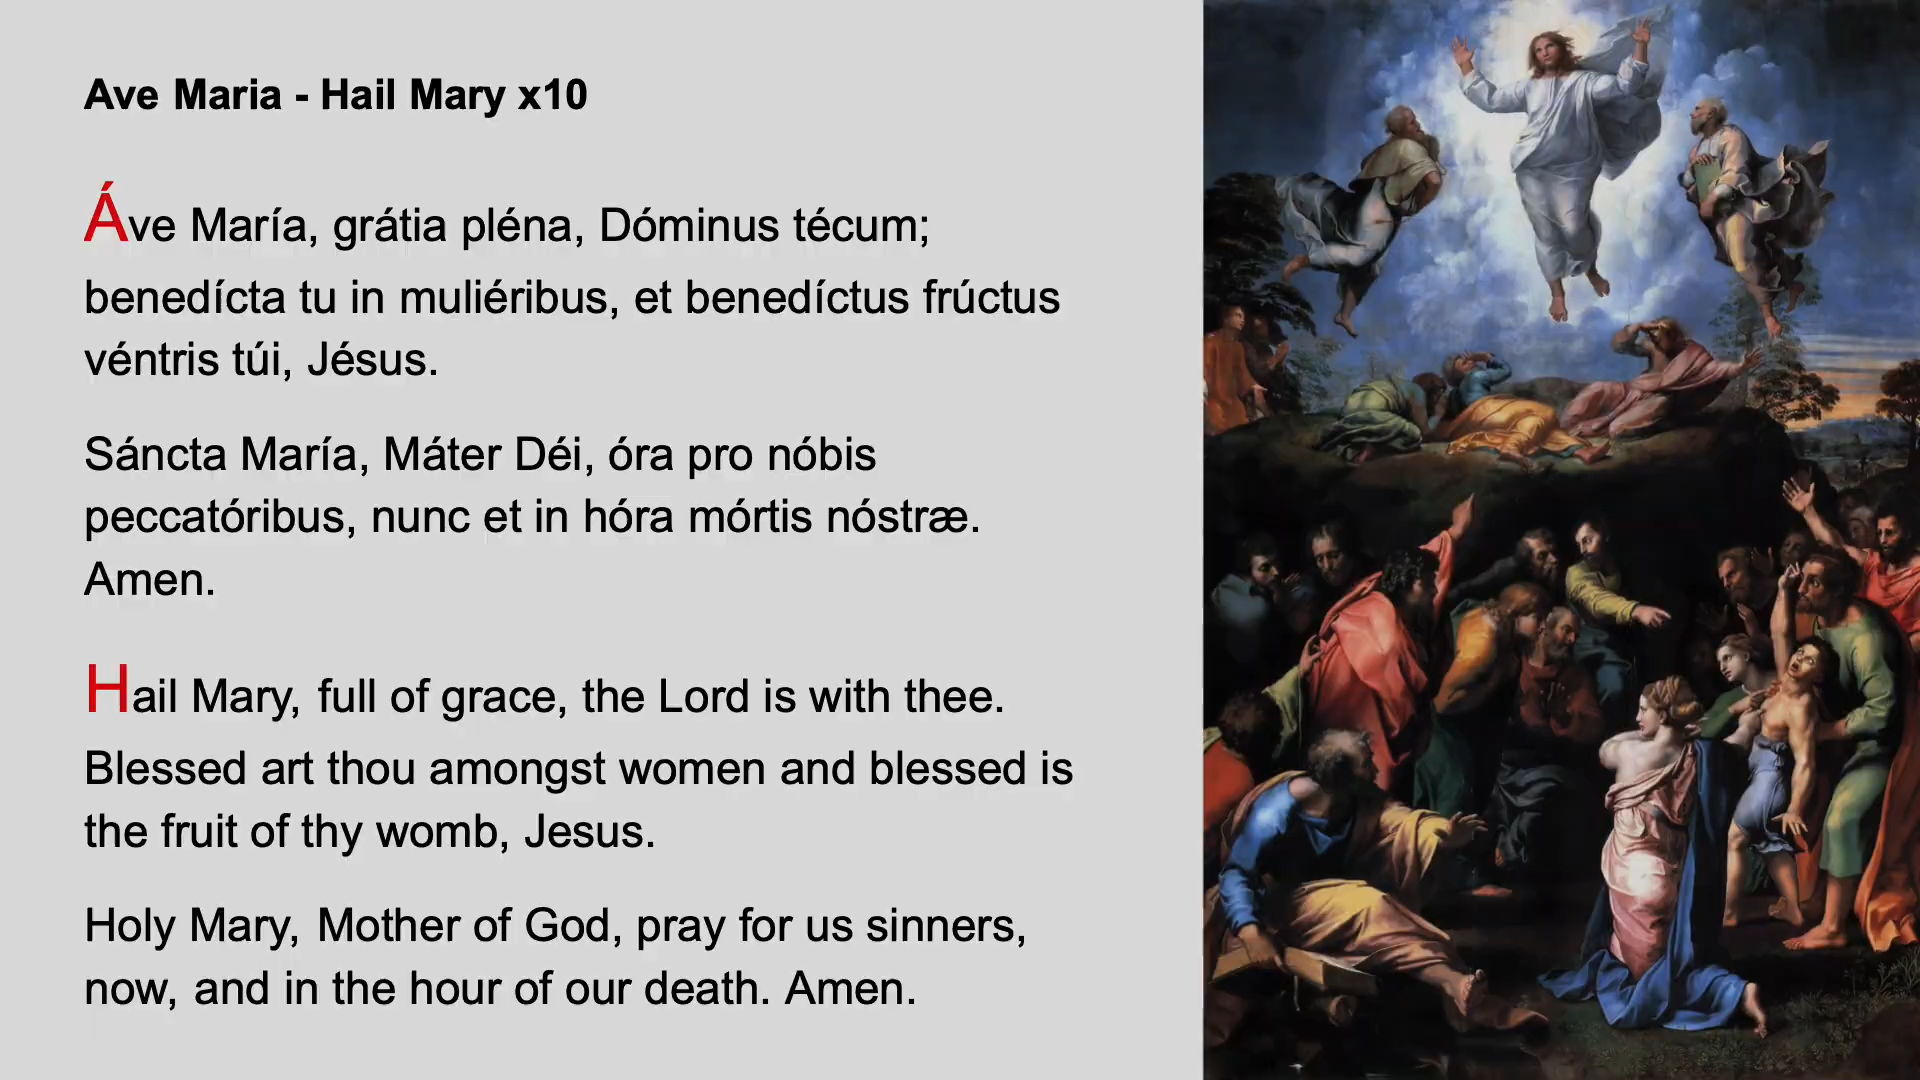 Ave Maria - Hail Mary x10
Áve María, grátia pléna, Dóminus técum;
benedícta tu in muliéribus, et benedíctus frúctus
véntris túi, Jésus.
Sáncta María, Máter Déi, óra pro nóbis
peccatóribus, nunc et in hóra mórtis nóstræ.
Amen.
Hail Mary, full of grace, the Lord is with thee.
Blessed art thou amongst women and blessed is
the fruit of thy womb, Jesus.
Holy Mary, Mother of God, pray for us sinners,
now, and in the hour of our death. Amen.